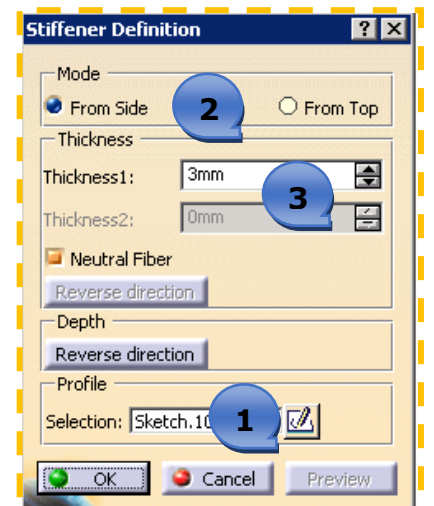 Stiffener Definition
Mode
From Side 2 From Top
Thickness
Thickness1: 3mm
3
Thickness2: 0mm
Neutral Fiber
Reverse direction
Depth
Reverse direction
Profile
Selection: Sketch.10 1
OK Cancel Preview